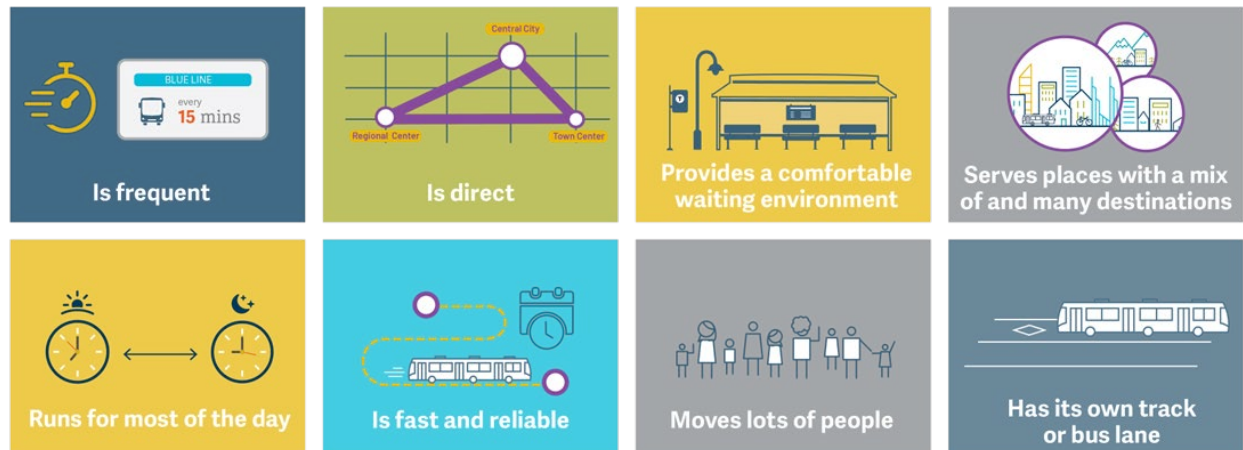 BLUE LINE
every
15 mins
Is frequent
Central City
Regional Center
Town Center
Is direct
Provides a comfortable
waiting environment
Serves places with a mix
of and many destinations
Runs for most of the day
Is fast and reliable
Moves lots of people
Has its own track
or bus lane